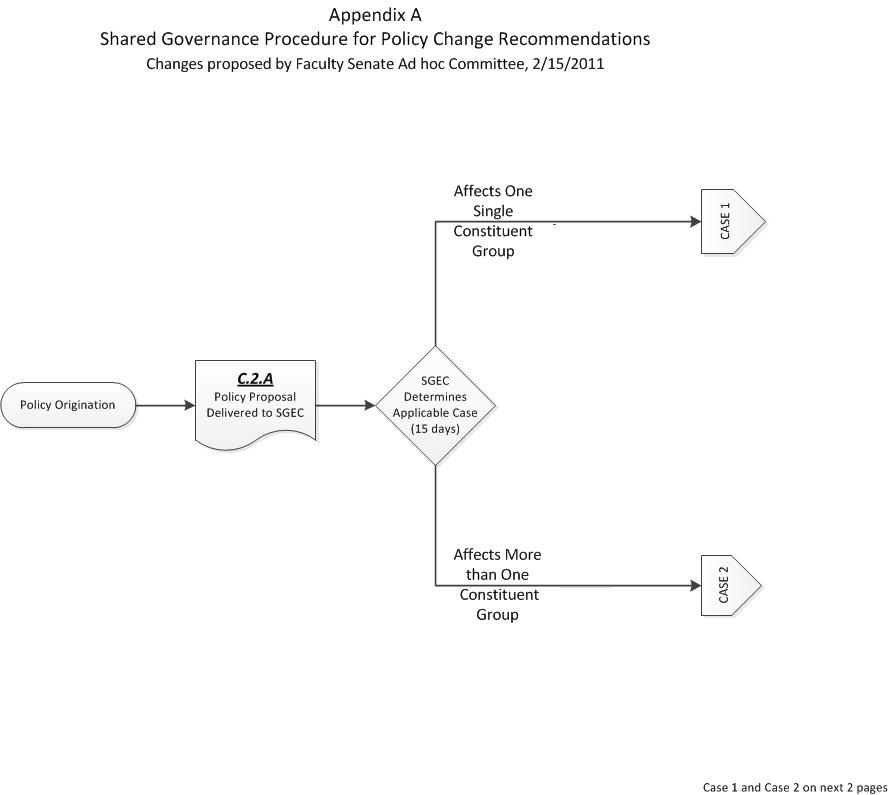 Appendix A
Shared Governance Procedure for Policy Change Recommendations
Changes proposed by Faculty Senate Ad hoc Committee, 2/15/2011
Affects One
Single
Constituent
Group
CASE 1
Policy Origination
C.2.A
Policy Proposal
Delivered to SGEC
SGEC
Determines
Applicable Case
(15 days)
Affects More
than One
Constituent
Group
CASE 2
Case 1 and Case 2 on next 2 pages